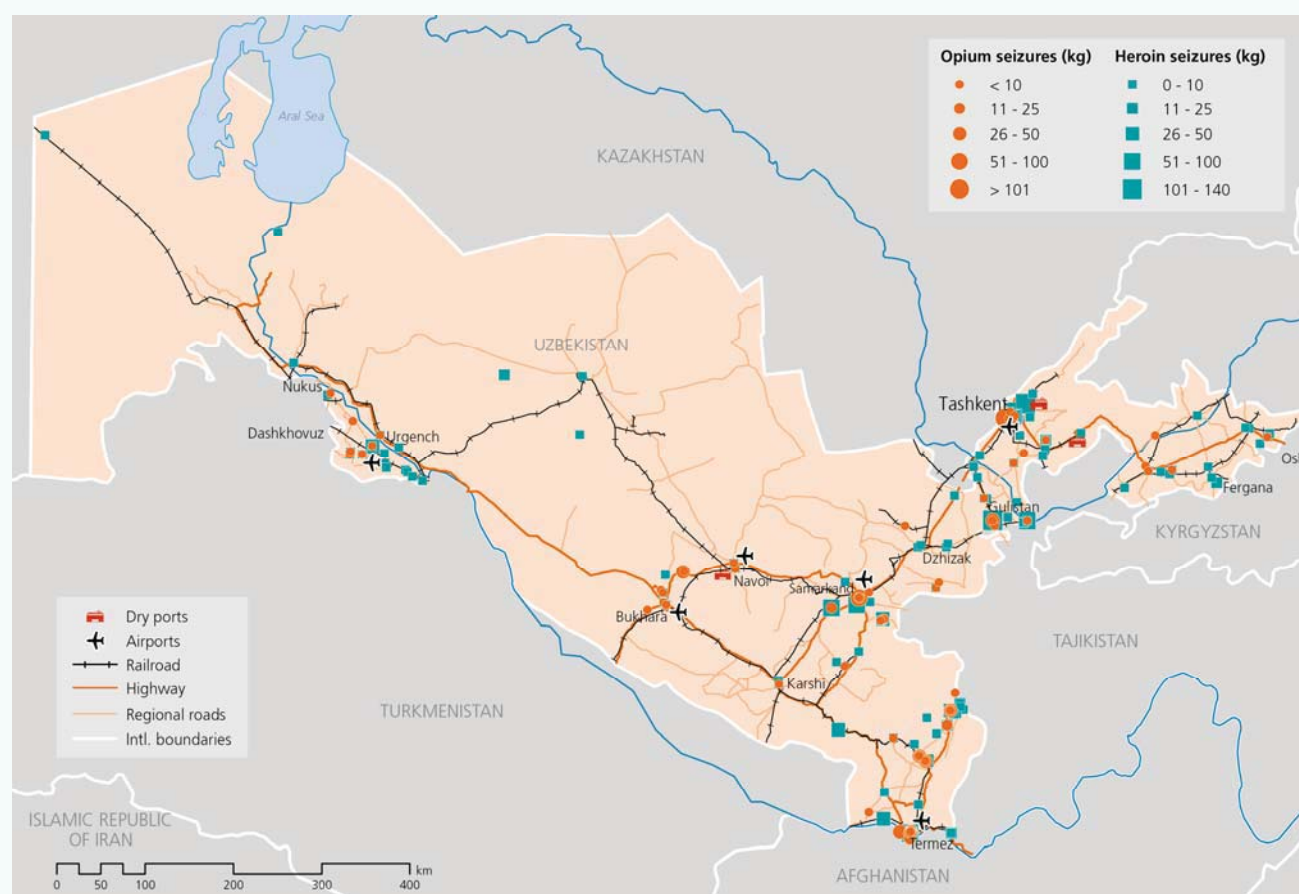 Opium seizures (kg)
< 10
11 - 25
26 - 50
51 - 100
> 101
Heroin seizures (kg)
0 - 10
11 - 25
26 - 50
51 - 100
101 - 140
Aral Sea
KAZAKHSTAN
UZBEKISTAN
Nukus
Dashkhovuz
Urgench
Tashkent
Gulistan
Fergana
Osh
KYRGYZSTAN
Dzhizak
Navoii
Samarkand
Bukhara
Karshi
TAJIKISTAN
TURKMENISTAN
Termez
AFGHANISTAN
ISLAMIC REPUBLIC
OF IRAN
Dry ports
Airports
Railroad
Highway
Regional roads
Intl. boundaries
km
0 50 100 200 300 400